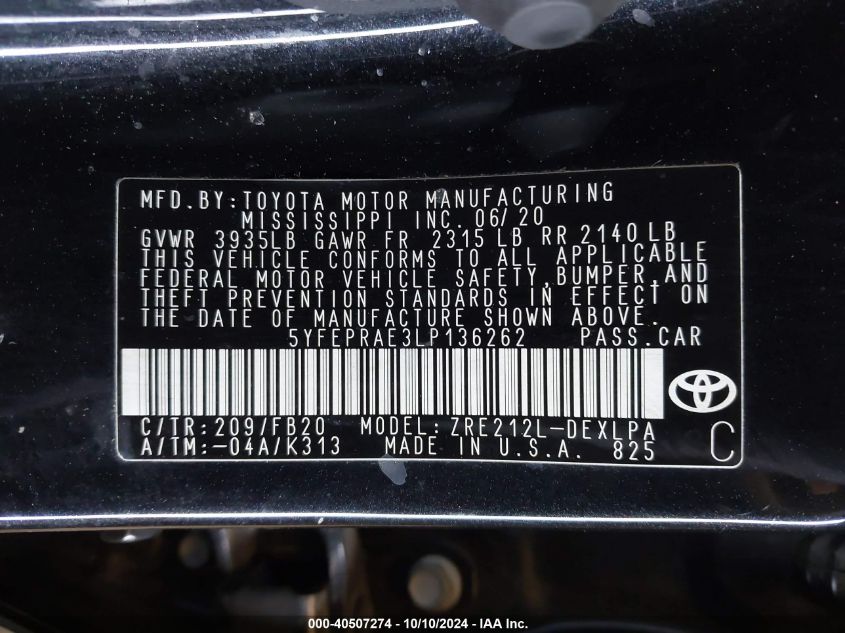 MFD. BY: TOYOTA MOTOR MANUFACTURING
MISSISSIPPI INC. 06/20
GVWR 3935LB GAWR FR 2315 LB RR 2140 LB
THIS VEHICLE CONFORMS TO ALL APPLICABLE
FEDERAL MOTOR VEHICLE SAFETY, BUMPER, AND
THEFT PREVENTION STANDARDS IN EFFECT ON
THE DATE OF MANUFACTURE SHOWN ABOVE.
5YFEPRAE3LP136262 PASS. CAR
C/TR: 209/FB20 MODEL: ZRE212L-DEXLPA
A/TM: -04A/K313 MADE IN U.S.A. 825
C
000-40507274 - 10/10/2024 - IAA Inc.